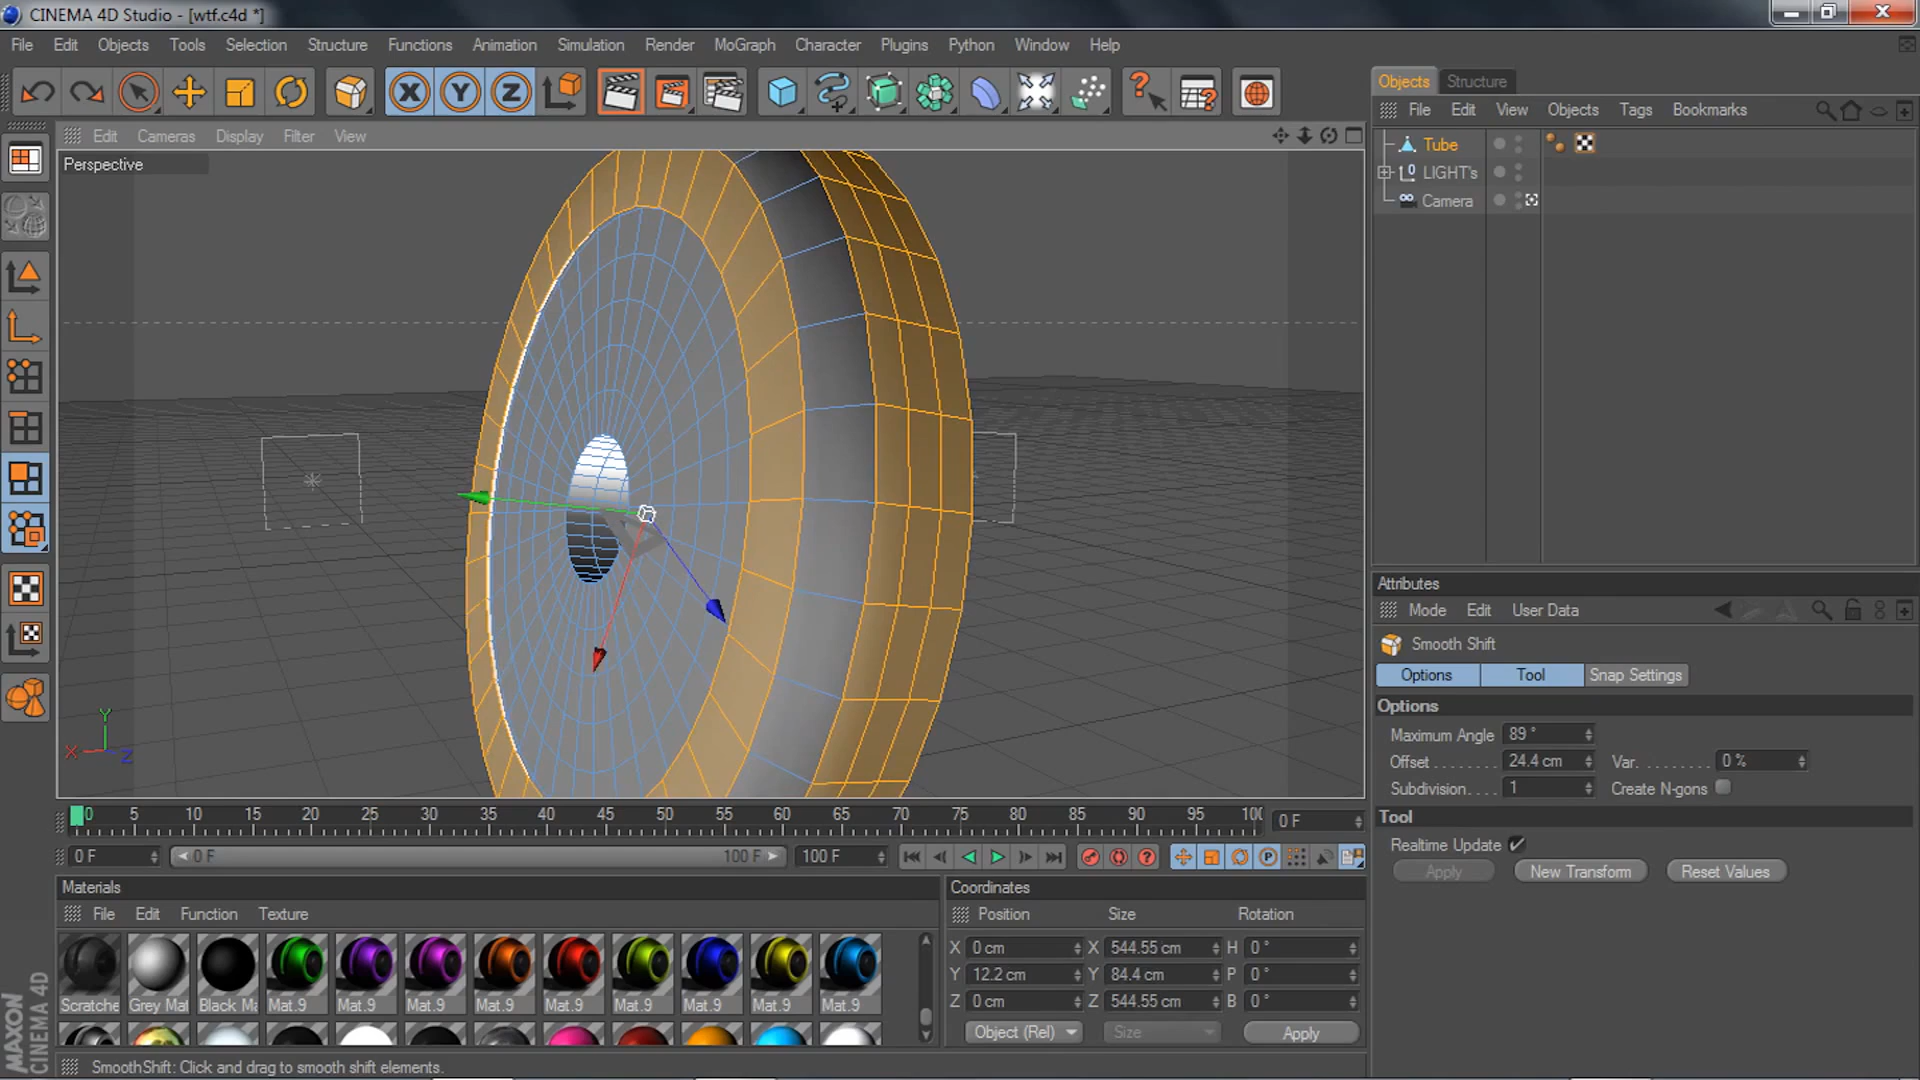 CINEMA 4D Studio - [wtf.c4d *]
File Edit Objects Tools Selection Structure Functions Animation Simulation Render MoGraph Character Plugins Python Window Help
X Y Z
Objects Structure
File Edit View Objects Tags Bookmarks
Edit Cameras Display Filter View
Perspective
Tube
LIGHT's
Camera
Y
X
Z
Attributes
Mode Edit User Data
Smooth Shift
Options Tool Snap Settings
Options
Maximum Angle 89 °
Offset 24.4 cm Var. 0 %
Subdivision 1 Create N-gons
Tool
Realtime Update
Apply New Transform Reset Values
0 5 10 15 20 25 30 35 40 45 50 55 60 65 70 75 80 85 90 95 100 0 F
0 F 0 F 100 F 100 F
Materials
File Edit Function Texture
Scratche Grey Mat Black Ma Mat.9 Mat.9 Mat.9 Mat.9 Mat.9 Mat.9 Mat.9 Mat.9 Mat.9
Coordinates
Position Size Rotation
X 0 cm X 544.55 cm H 0 °
Y 12.2 cm Y 84.4 cm P 0 °
Z 0 cm Z 544.55 cm B 0 °
Object (Rel) Size Apply
MAXON
CINEMA 4D
SmoothShift: Click and drag to smooth shift elements.